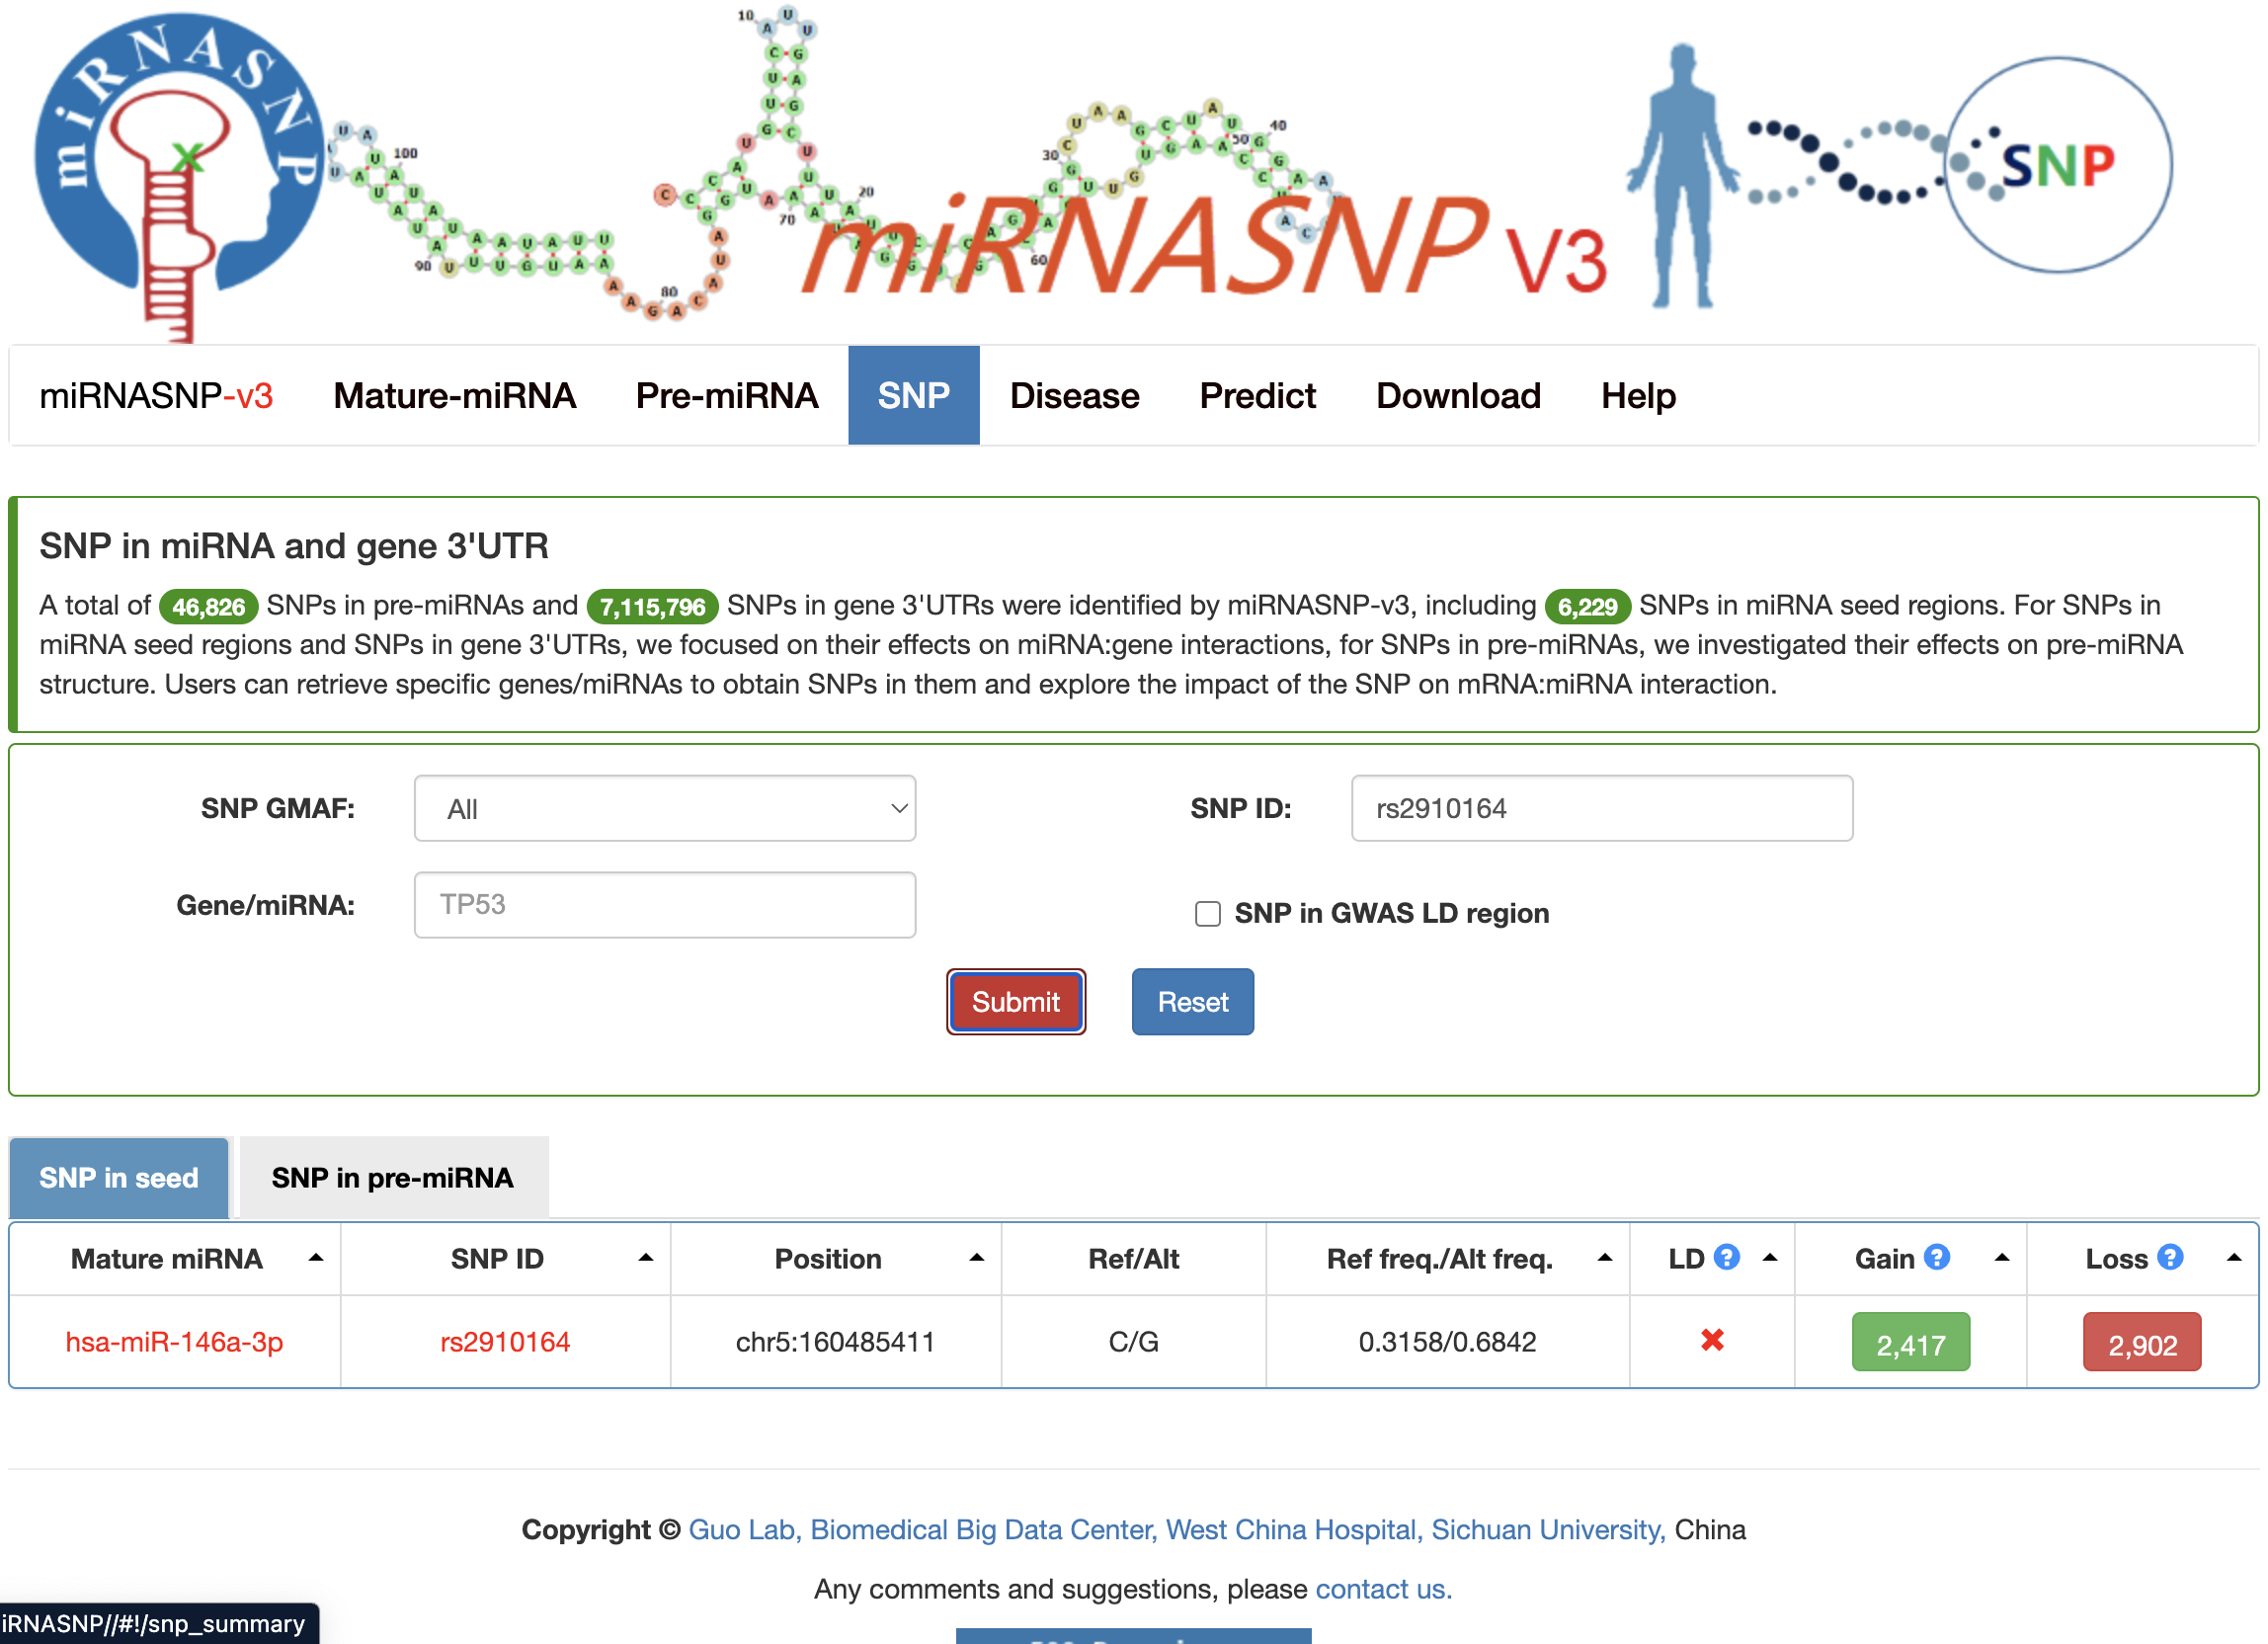 miRNASNP
miRNASNP V3
SNP
miRNASNP-v3 Mature-miRNA Pre-miRNA SNP Disease Predict Download Help
SNP in miRNA and gene 3'UTR
A total of 46,826 SNPs in pre-miRNAs and 7,115,796 SNPs in gene 3'UTRs were identified by miRNASNP-v3, including 6,229 SNPs in miRNA seed regions. For SNPs in
miRNA seed regions and SNPs in gene 3'UTRs, we focused on their effects on miRNA:gene interactions, for SNPs in pre-miRNAs, we investigated their effects on pre-miRNA
structure. Users can retrieve specific genes/miRNAs to obtain SNPs in them and explore the impact of the SNP on mRNA:miRNA interaction.
SNP GMAF: All SNP ID: rs2910164
Gene/miRNA: TP53 SNP in GWAS LD region
Submit Reset
SNP in seed SNP in pre-miRNA
Mature miRNA SNP ID Position Ref/Alt Ref freq./Alt freq. LD ? Gain ? Loss ?
hsa-miR-146a-3p rs2910164 chr5:160485411 C/G 0.3158/0.6842 2,417 2,902
Copyright © Guo Lab, Biomedical Big Data Center, West China Hospital, Sichuan University, China
Any comments and suggestions, please contact us.
iRNASNP//#!/snp_summary